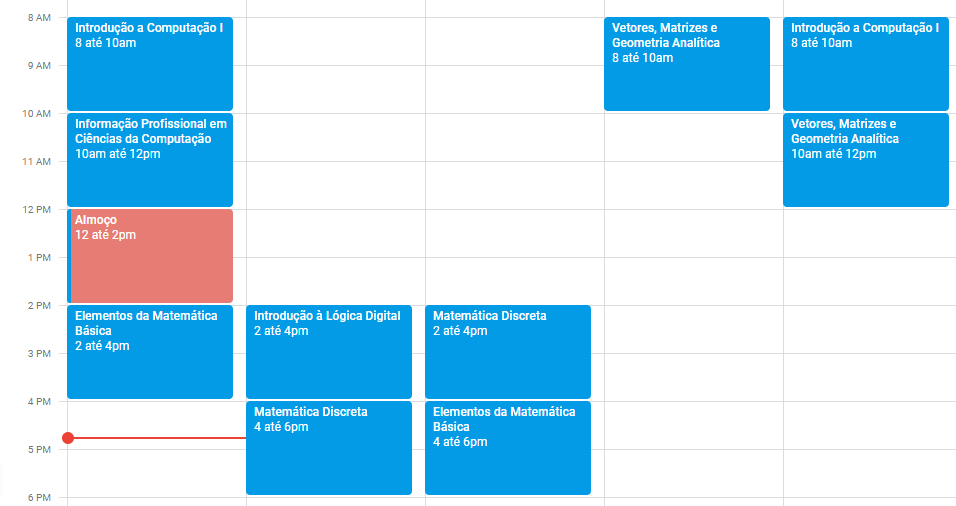 8 AM
9 AM
10 AM
11 AM
12 PM
1 PM
2 PM
3 PM
4 PM
5 PM
6 PM
Introdução a Computação I
8 até 10am
Informação Profissional em
Ciências da Computação
10am até 12pm
Almoço
12 até 2pm
Elementos da Matemática
Básica
2 até 4pm
Introdução à Lógica Digital
2 até 4pm
Matemática Discreta
4 até 6pm
Matemática Discreta
2 até 4pm
Elementos da Matemática
Básica
4 até 6pm
Vetores, Matrizes e
Geometria Analítica
8 até 10am
Introdução a Computação I
8 até 10am
Vetores, Matrizes e
Geometria Analítica
10am até 12pm